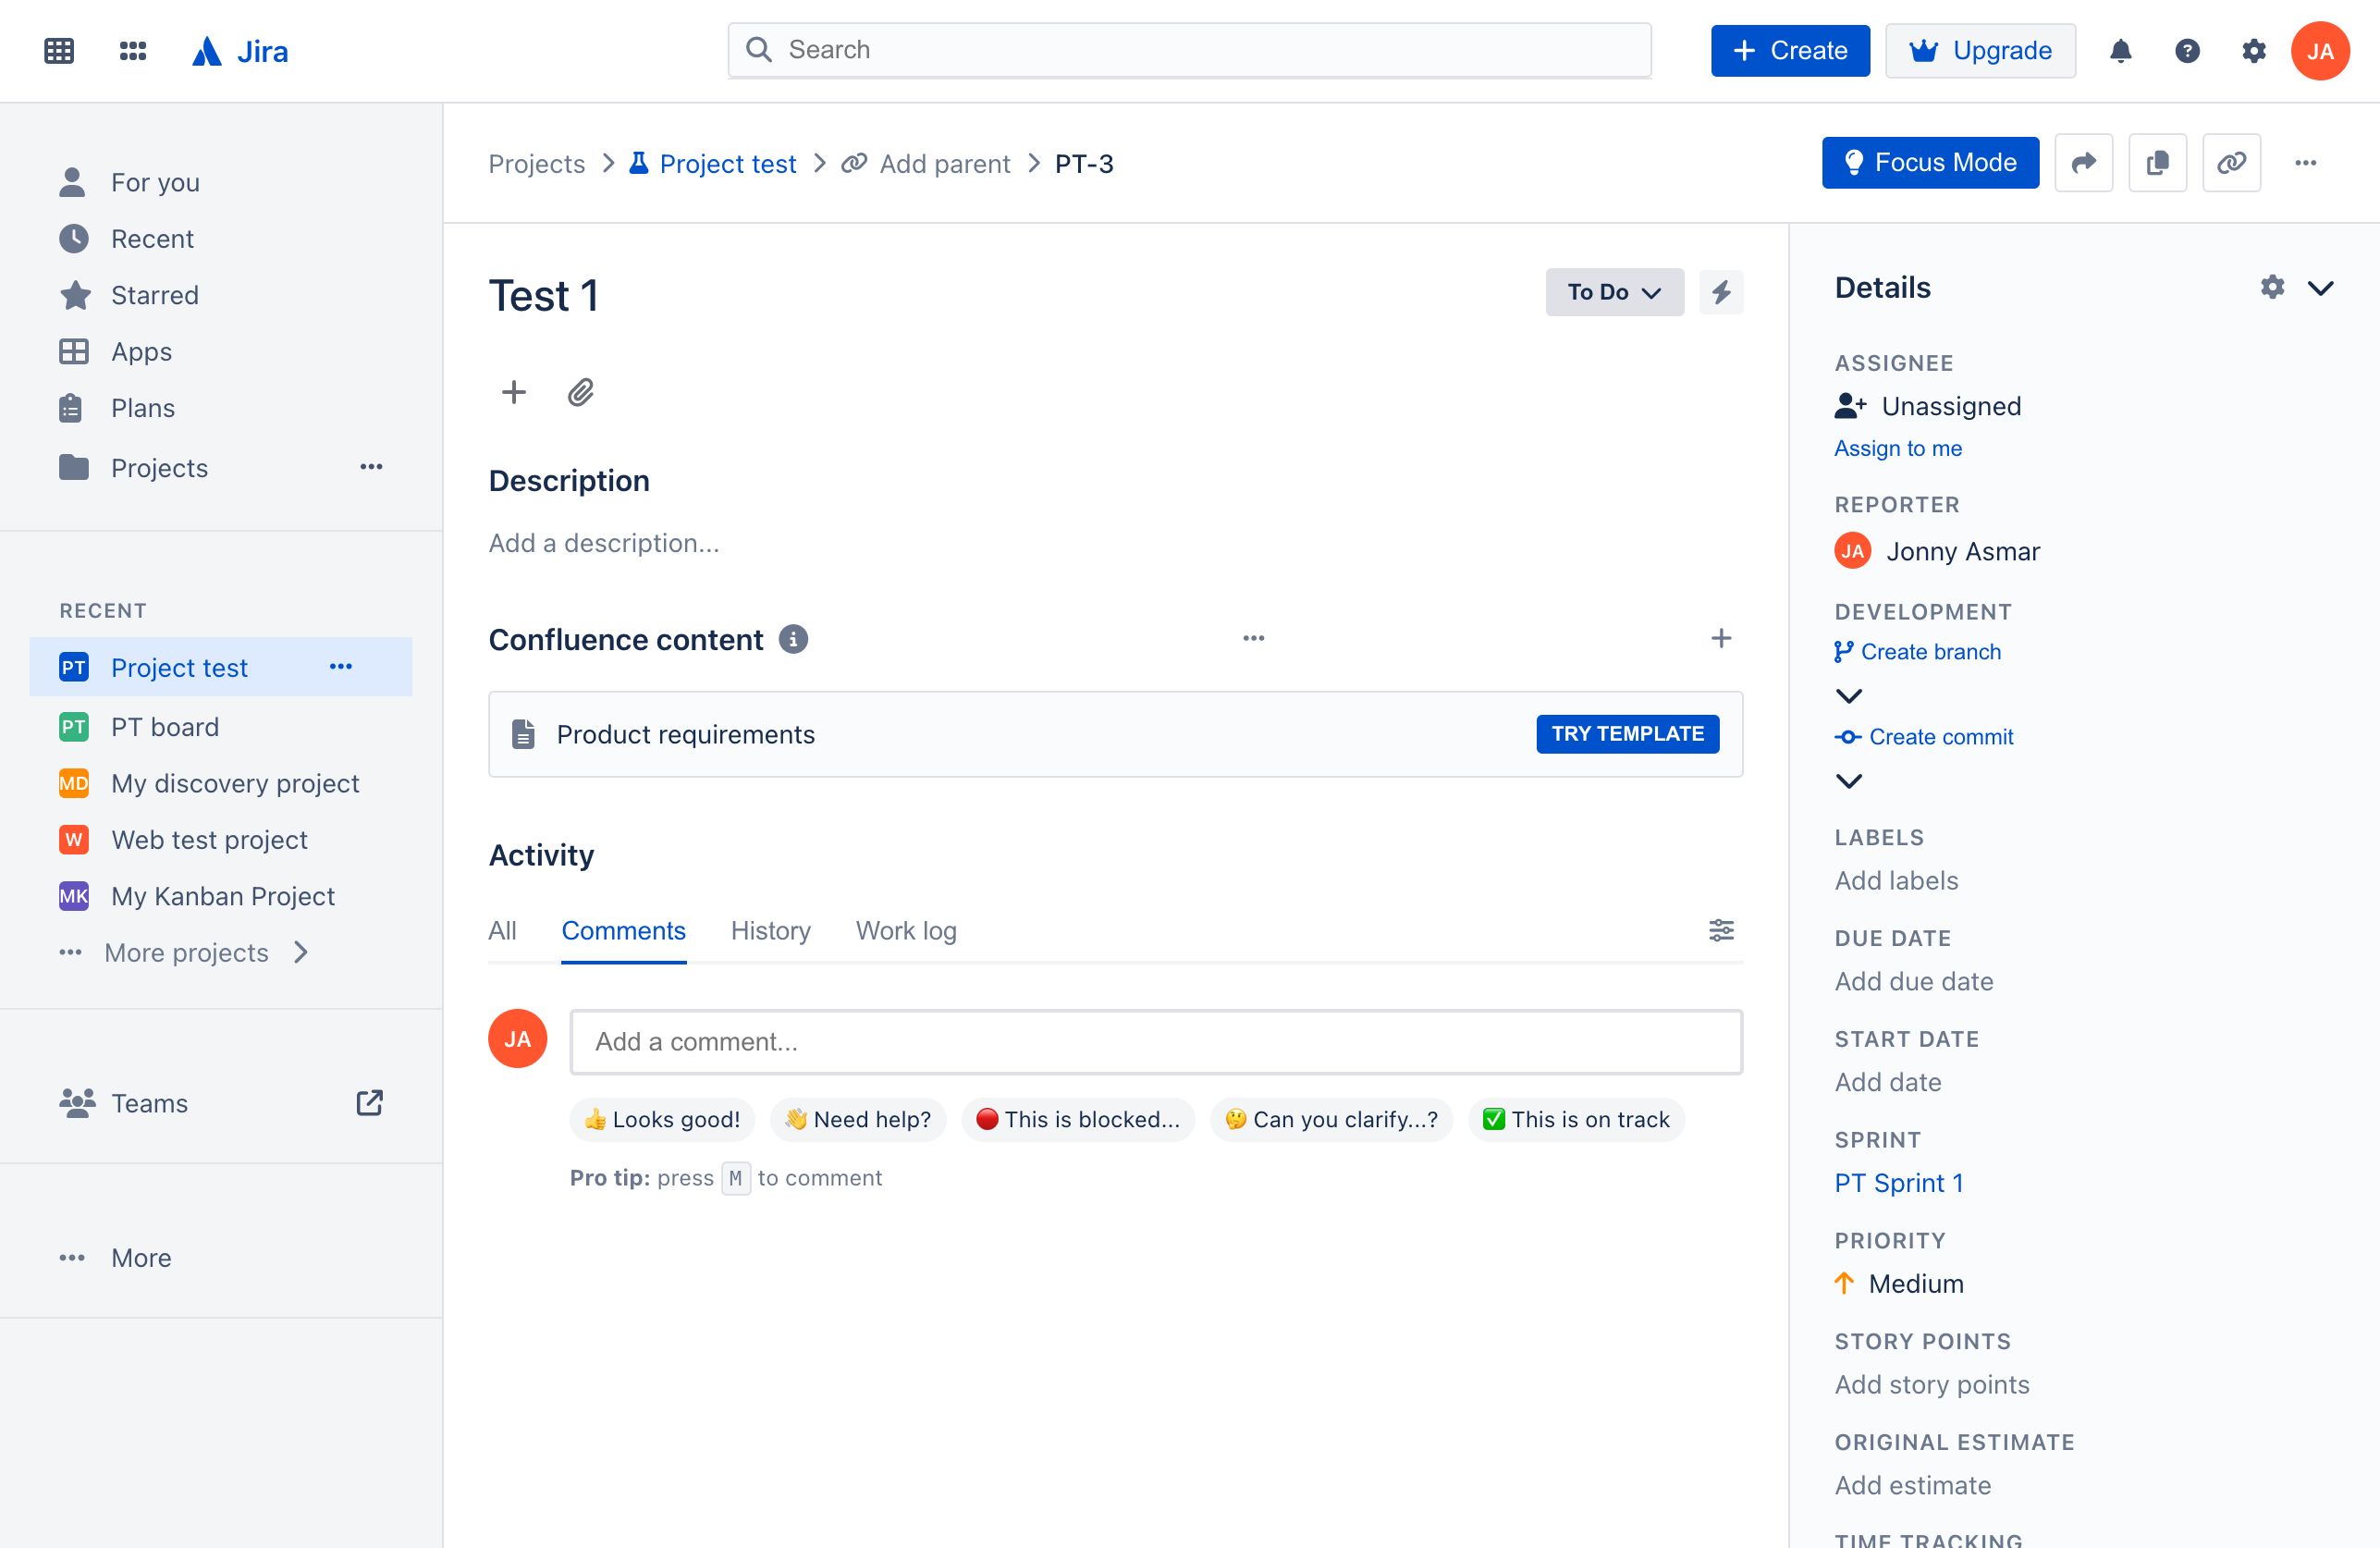 Jira
Search
Create
Upgrade
JA
For you
Recent
Starred
Apps
Plans
Projects
RECENT
PT Project test
PT PT board
MD My discovery project
W Web test project
MK My Kanban Project
More projects
Teams
More
Projects > Project test > Add parent > PT-3
Focus Mode
Test 1
To Do
Description
Add a description...
Confluence content
Product requirements
TRY TEMPLATE
Activity
All Comments History Work log
JA
Add a comment...
Looks good! Need help? This is blocked... Can you clarify...? This is on track
Pro tip: press M to comment
Details
ASSIGNEE
Unassigned
Assign to me
REPORTER
JA Jonny Asmar
DEVELOPMENT
Create branch
Create commit
LABELS
Add labels
DUE DATE
Add due date
START DATE
Add date
SPRINT
PT Sprint 1
PRIORITY
Medium
STORY POINTS
Add story points
ORIGINAL ESTIMATE
Add estimate
TIME TRACKING